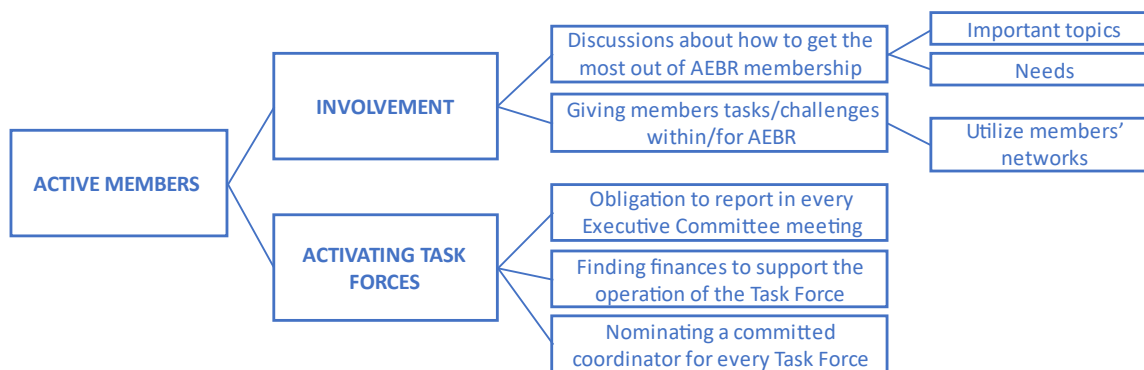 ACTIVE MEMBERS
INVOLVEMENT
Discussions about how to get the
most out of AEBR membership
Important topics
Needs
Giving members tasks/challenges
within/for AEBR
Utilize members’
networks
ACTIVATING TASK
FORCES
Obligation to report in every
Executive Committee meeting
Finding finances to support the
operation of the Task Force
Nominating a committed
coordinator for every Task Force